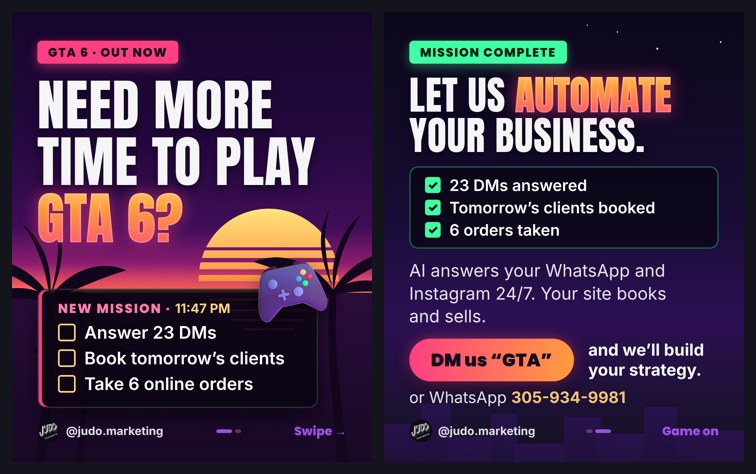 GTA 6 · OUT NOW
NEED MORE
TIME TO PLAY
GTA 6?
NEW MISSION · 11:47 PM
Answer 23 DMs
Book tomorrow’s clients
Take 6 online orders
JUDO
@judo.marketing
Swipe →
MISSION COMPLETE
LET US AUTOMATE
YOUR BUSINESS.
23 DMs answered
Tomorrow’s clients booked
6 orders taken
AI answers your WhatsApp and
Instagram 24/7. Your site books
and sells.
DM us “GTA”
and we’ll build
your strategy.
or WhatsApp 305-934-9981
JUDO
@judo.marketing
Game on